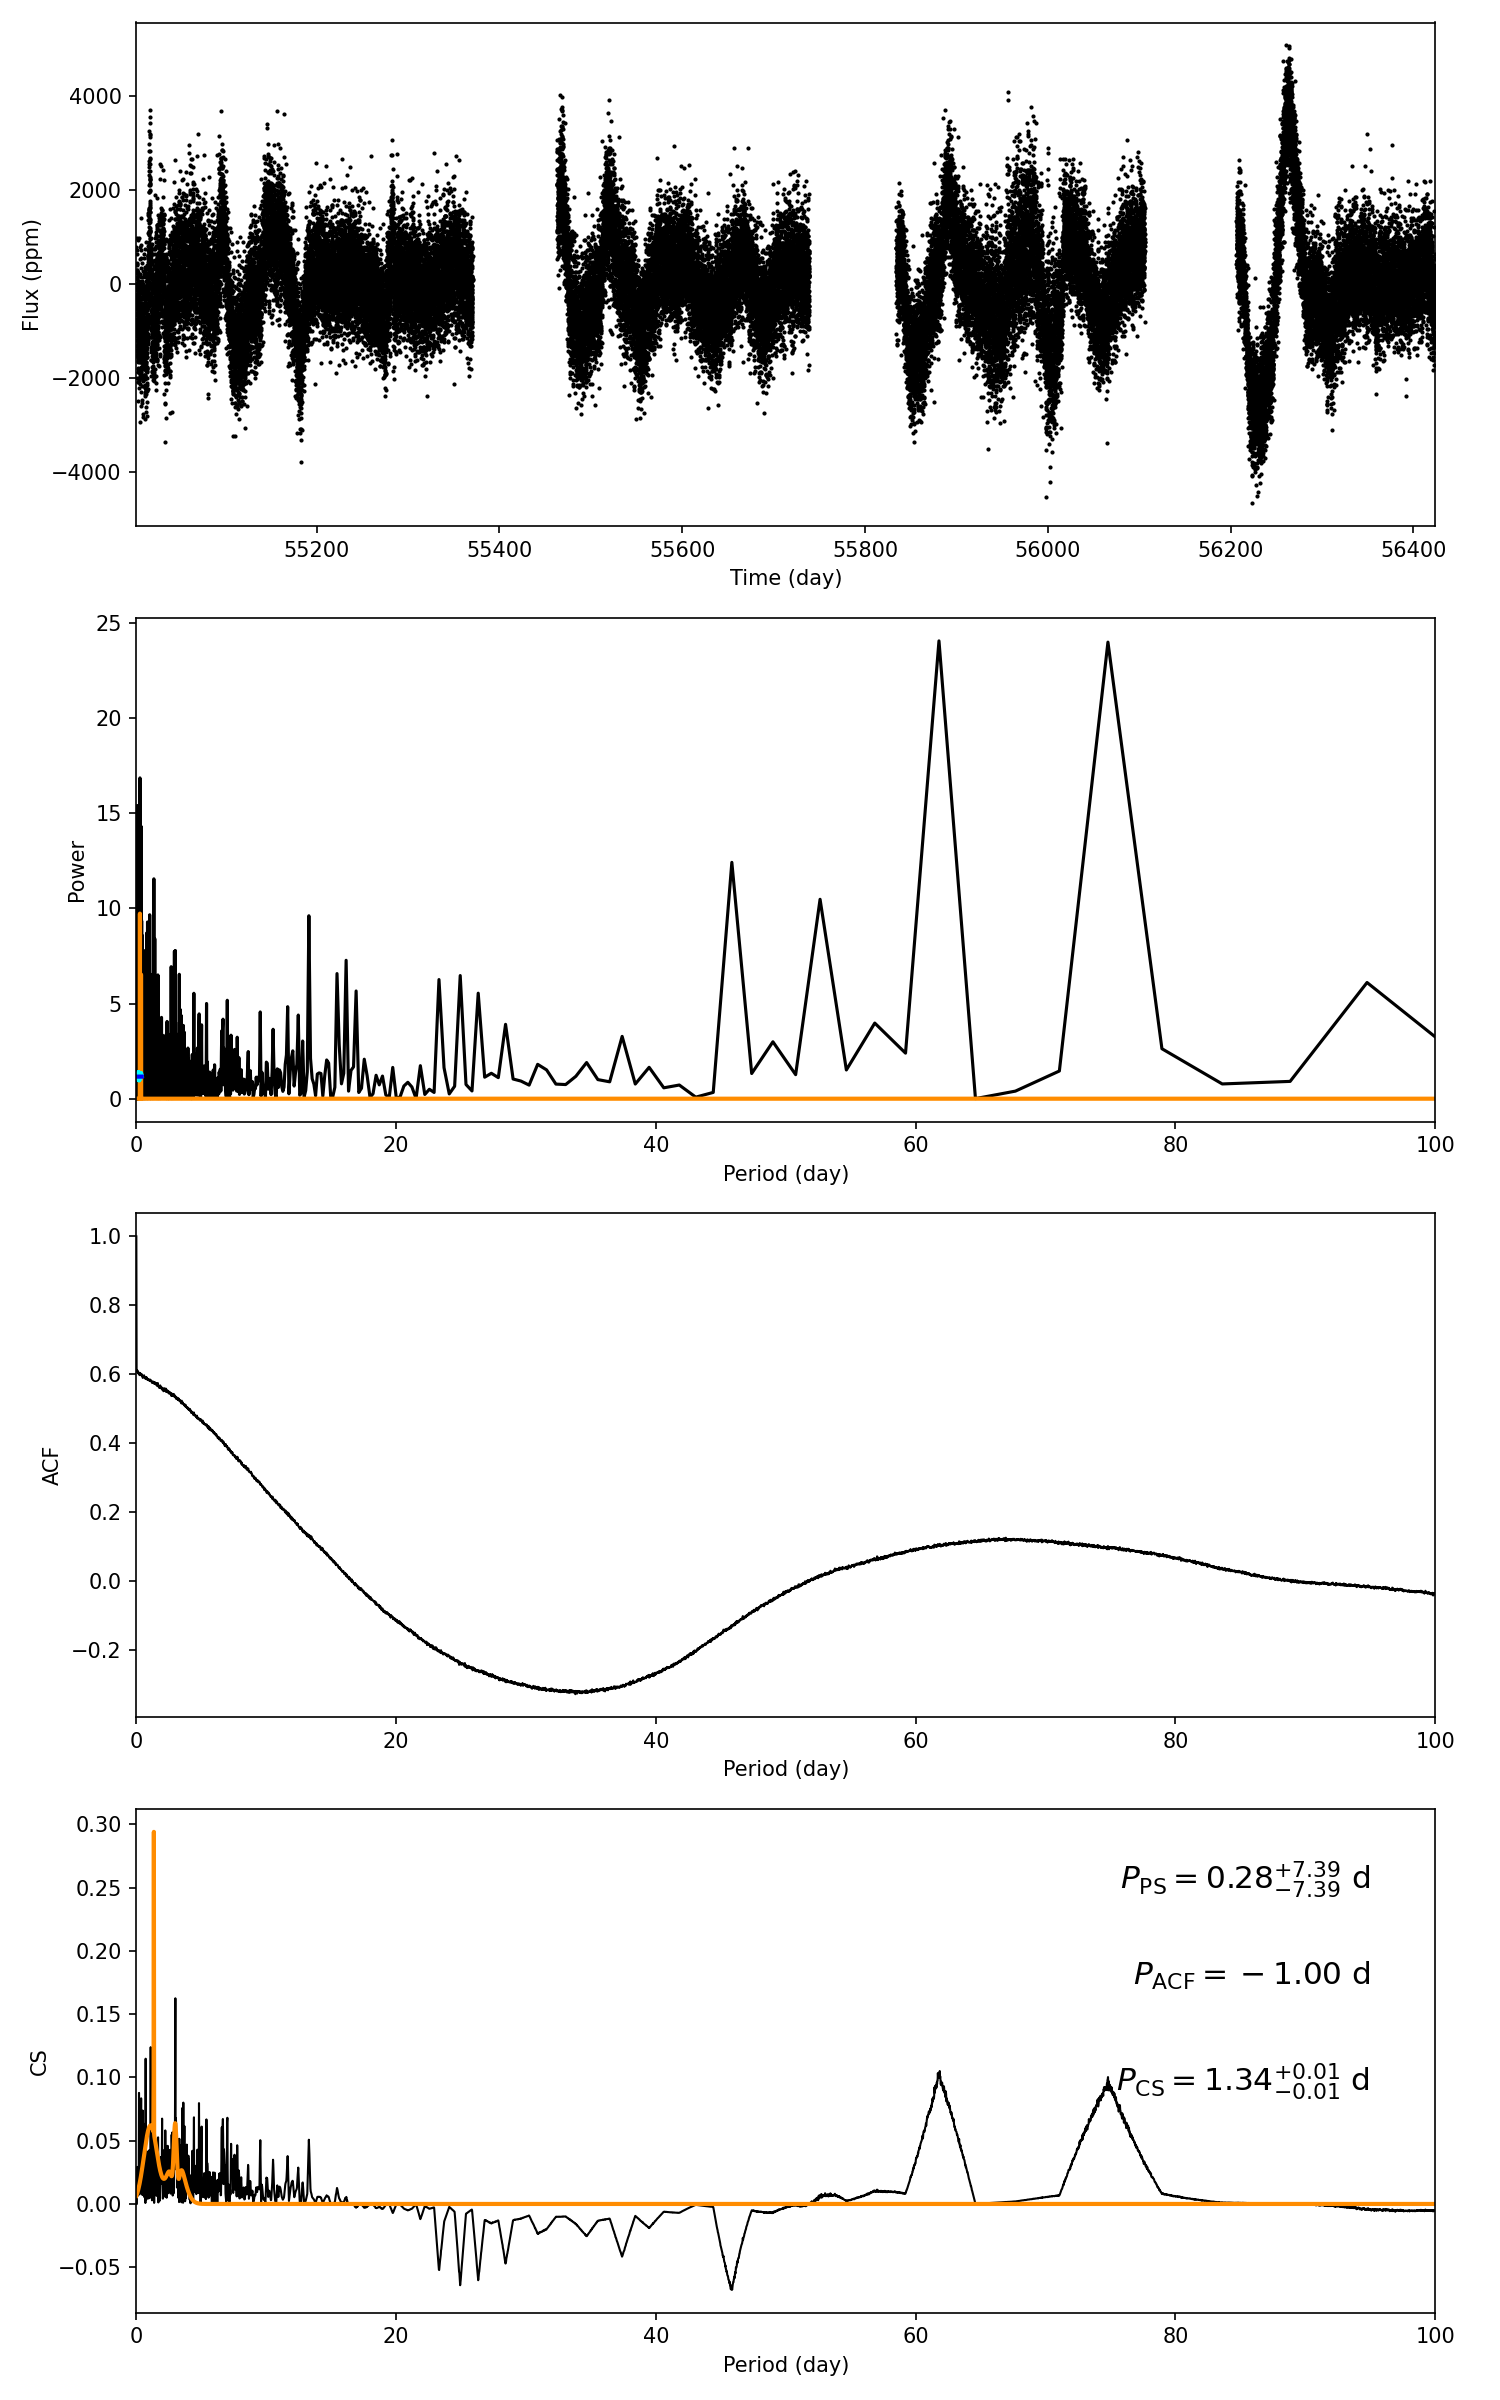 4000
2000
0
−2000
−4000
Flux (ppm)
55200 55400 55600 55800 56000 56200 56400
Time (day)
25
20
15
10
5
0
Power
0 20 40 60 80 100
Period (day)
1.0
0.8
0.6
0.4
0.2
0.0
−0.2
ACF
0 20 40 60 80 100
Period (day)
0.30
0.25
0.20
0.15
0.10
0.05
0.00
−0.05
CS
P_PS = 0.28^{+7.39}_{−7.39} d
P_ACF = −1.00 d
P_CS = 1.34^{+0.01}_{−0.01} d
0 20 40 60 80 100
Period (day)